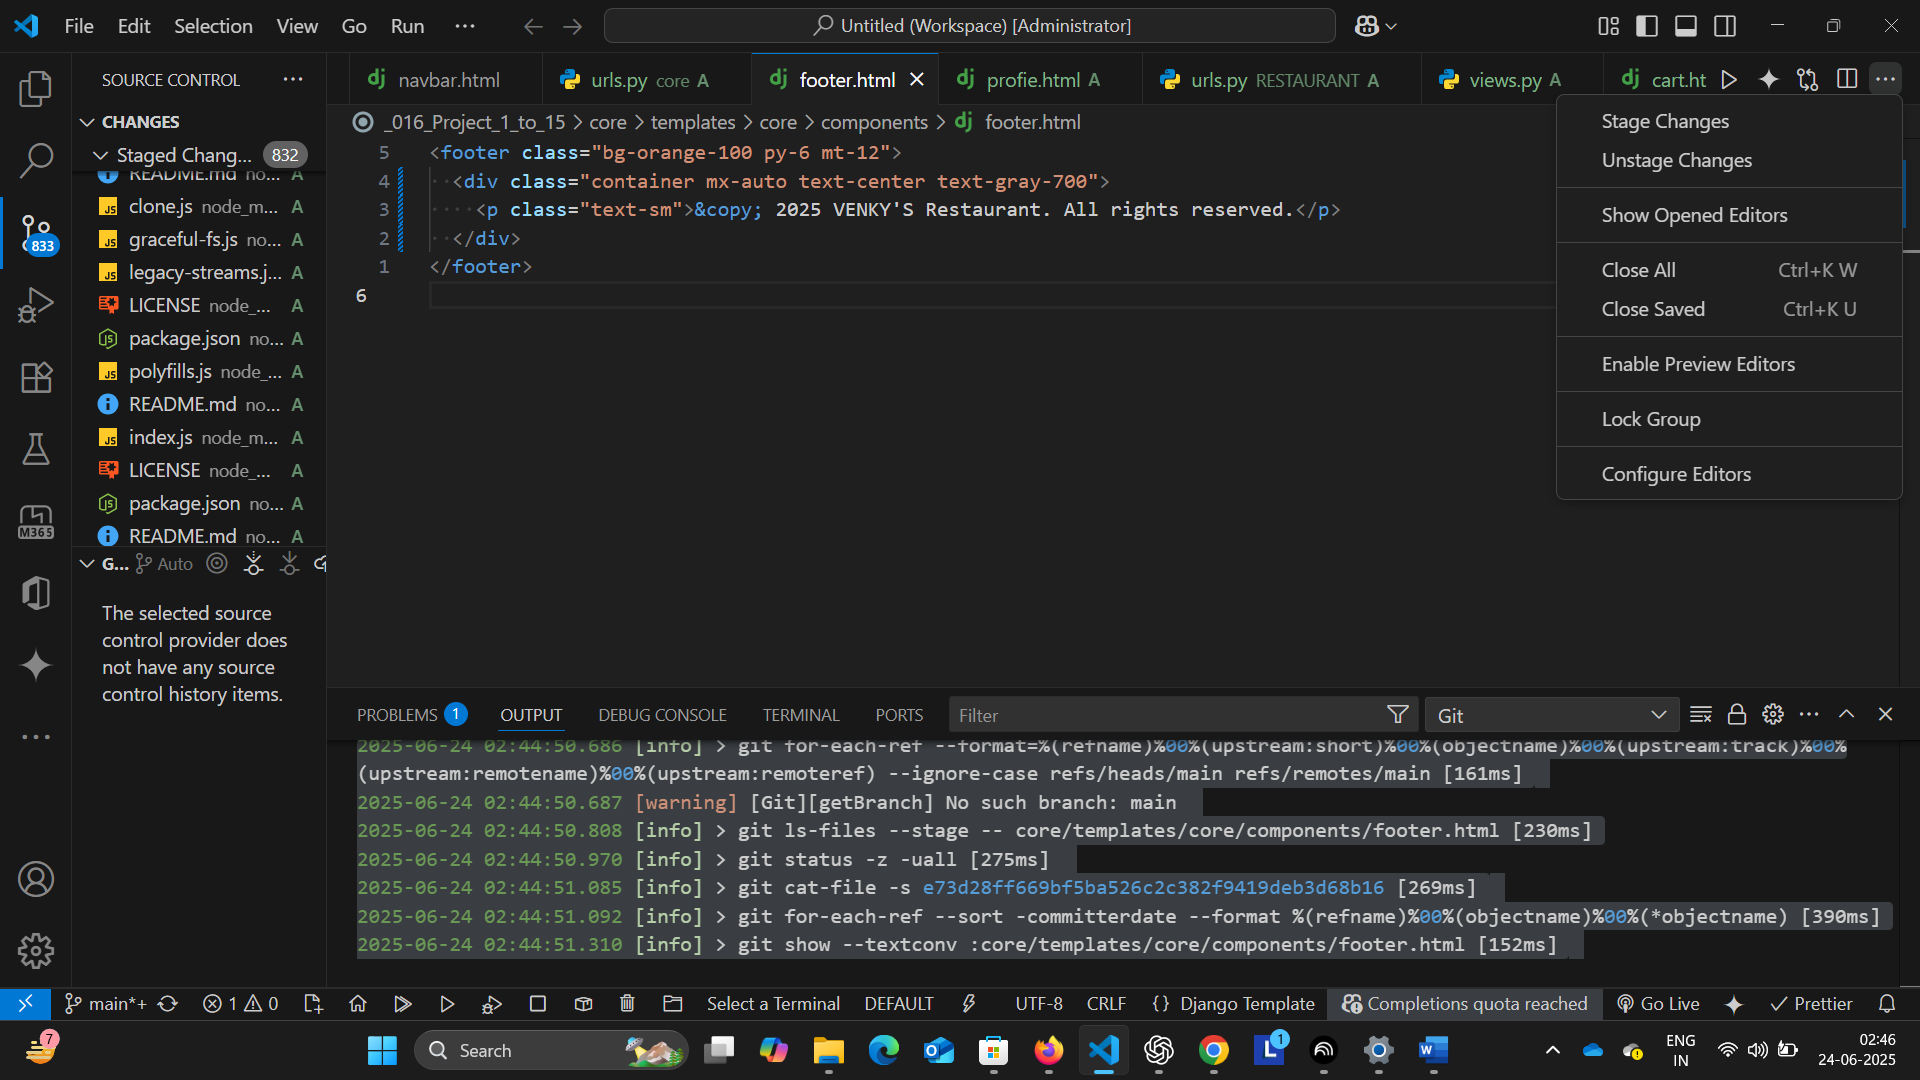 File Edit Selection View Go Run ··· Untitled (Workspace) [Administrator]
SOURCE CONTROL ···
navbar.html urls.py core A footer.html profie.html A urls.py RESTAURANT A views.py A cart.ht
CHANGES
_016_Project_1_to_15 > core > templates > core > components > footer.html
Staged Chang... 832
README.md no... A
clone.js node_m... A
graceful-fs.js no... A
legacy-streams.j... A
LICENSE node_... A
package.json no... A
polyfills.js node_... A
README.md no... A
index.js node_m... A
LICENSE node_... A
package.json no... A
README.md no... A
833
M365
G... Auto
The selected source
control provider does
not have any source
control history items.
5 <footer class="bg-orange-100 py-6 mt-12">
4 <div class="container mx-auto text-center text-gray-700">
3 <p class="text-sm">&copy; 2025 VENKY'S Restaurant. All rights reserved.</p>
2 </div>
1 </footer>
6
Stage Changes
Unstage Changes
Show Opened Editors
Close All Ctrl+K W
Close Saved Ctrl+K U
Enable Preview Editors
Lock Group
Configure Editors
PROBLEMS 1 OUTPUT DEBUG CONSOLE TERMINAL PORTS Filter Git
2025-06-24 02:44:50.686 [info] > git for-each-ref --format=%(refname)%00%(upstream:short)%00%(objectname)%00%(upstream:track)%00%
(upstream:remotename)%00%(upstream:remoteref) --ignore-case refs/heads/main refs/remotes/main [161ms]
2025-06-24 02:44:50.687 [warning] [Git][getBranch] No such branch: main
2025-06-24 02:44:50.808 [info] > git ls-files --stage -- core/templates/core/components/footer.html [230ms]
2025-06-24 02:44:50.970 [info] > git status -z -uall [275ms]
2025-06-24 02:44:51.085 [info] > git cat-file -s e73d28ff669bf5ba526c2c382f9419deb3d68b16 [269ms]
2025-06-24 02:44:51.092 [info] > git for-each-ref --sort -committerdate --format %(refname)%00%(objectname)%00%(*objectname) [390ms]
2025-06-24 02:44:51.310 [info] > git show --textconv :core/templates/core/components/footer.html [152ms]
main*+ 1 0 Select a Terminal DEFAULT UTF-8 CRLF {} Django Template Completions quota reached Go Live Prettier
7 Search 1 ENG
IN
02:46
24-06-2025